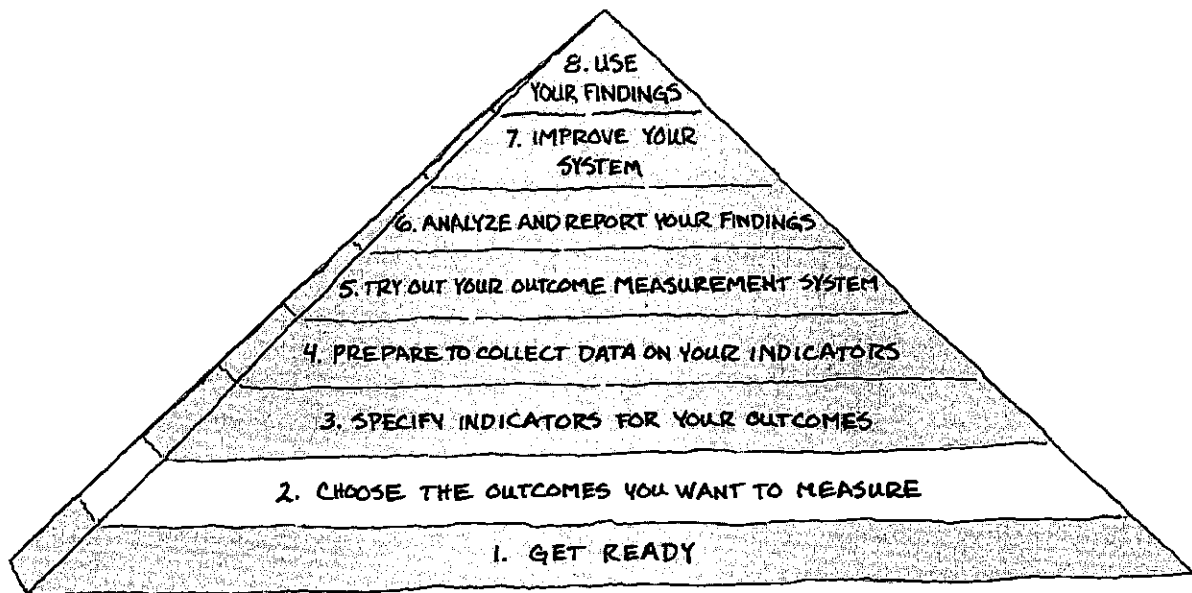 8. USE
YOUR FINDINGS
7. IMPROVE YOUR
SYSTEM
6. ANALYZE AND REPORT YOUR FINDINGS
5. TRY OUT YOUR OUTCOME MEASUREMENT SYSTEM
4. PREPARE TO COLLECT DATA ON YOUR INDICATORS
3. SPECIFY INDICATORS FOR YOUR OUTCOMES
2. CHOOSE THE OUTCOMES YOU WANT TO MEASURE
1. GET READY